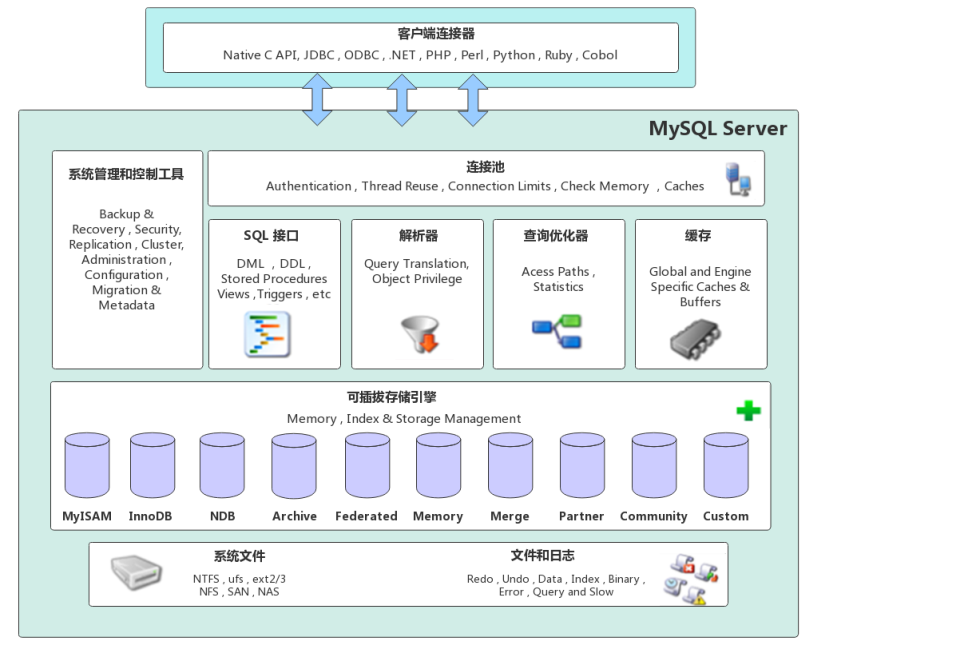 客户端连接器
Native C API, JDBC , ODBC , .NET , PHP , Perl , Python , Ruby , Cobol
MySQL Server
系统管理和控制工具
Backup &
Recovery , Security,
Replication , Cluster,
Administration ,
Configuration ,
Migration &
Metadata
连接池
Authentication , Thread Reuse , Connection Limits , Check Memory , Caches
SQL 接口
DML , DDL ,
Stored Procedures
Views ,Triggers , etc
解析器
Query Translation,
Object Privilege
查询优化器
Acess Paths ,
Statistics
缓存
Global and Engine
Specific Caches &
Buffers
可插拔存储引擎
Memory , Index & Storage Management
MyISAM InnoDB NDB Archive Federated Memory Merge Partner Community Custom
系统文件
NTFS , ufs , ext2/3
NFS , SAN , NAS
文件和日志
Redo , Undo , Data , Index , Binary ,
Error , Query and Slow